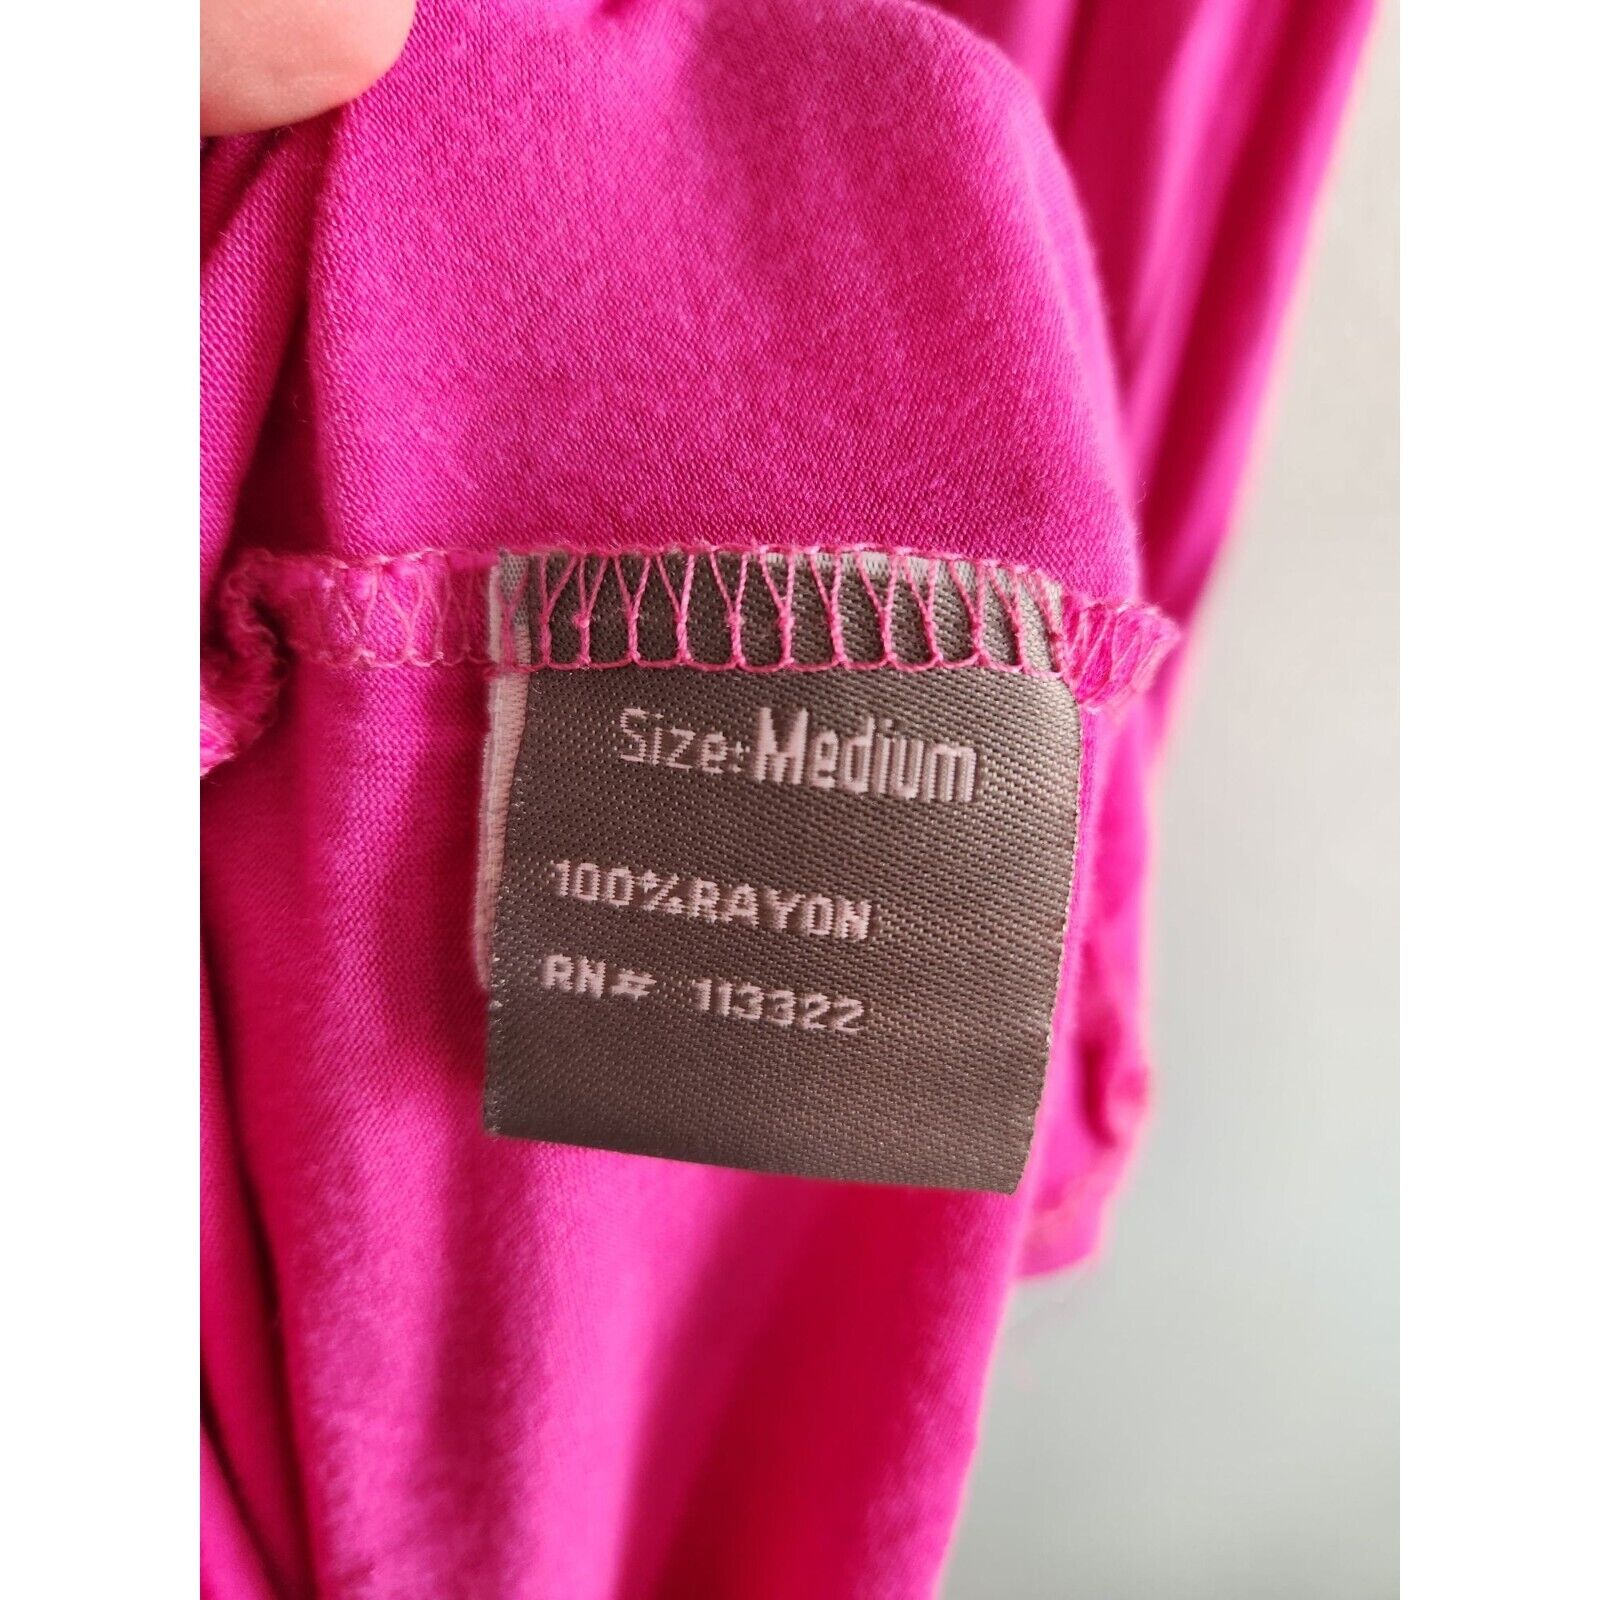 Size: Medium
100% RAYON
RN# 113322